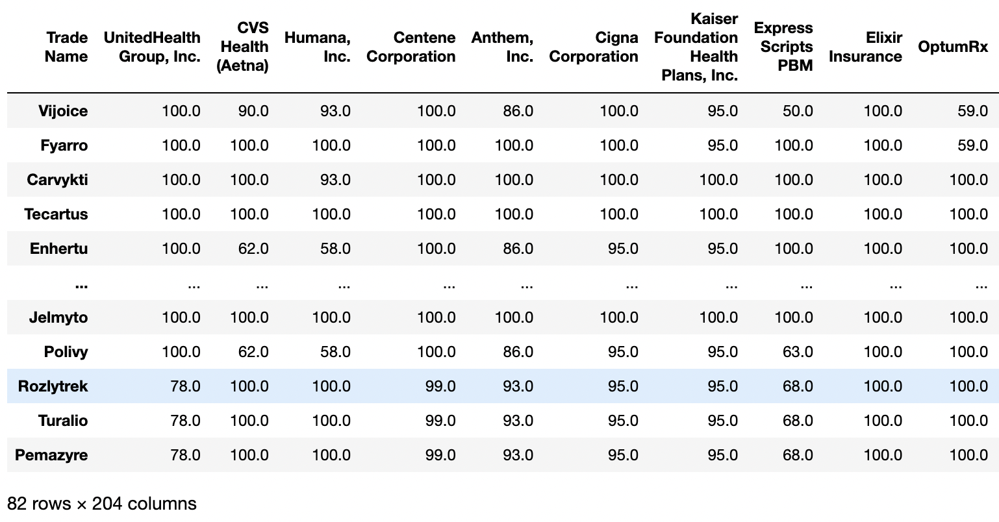 Trade Name UnitedHealth Group, Inc. CVS Health (Aetna) Humana, Inc. Centene Corporation Anthem, Inc. Cigna Corporation Kaiser Foundation Health Plans, Inc. Express Scripts PBM Elixir Insurance OptumRx
Vijoice 100.0 90.0 93.0 100.0 86.0 100.0 95.0 50.0 100.0 59.0
Fyarro 100.0 100.0 100.0 100.0 100.0 100.0 95.0 100.0 100.0 59.0
Carvykti 100.0 100.0 93.0 100.0 100.0 100.0 100.0 100.0 100.0 100.0
Tecartus 100.0 100.0 100.0 100.0 100.0 100.0 100.0 100.0 100.0 100.0
Enhertu 100.0 62.0 58.0 100.0 86.0 95.0 95.0 100.0 100.0 100.0
... ... ... ... ... ... ... ... ... ... ...
Jelmyto 100.0 100.0 100.0 100.0 100.0 100.0 100.0 100.0 100.0 100.0
Polivy 100.0 62.0 58.0 100.0 86.0 95.0 95.0 63.0 100.0 100.0
Rozlytrek 78.0 100.0 100.0 99.0 93.0 95.0 95.0 68.0 100.0 100.0
Turalio 78.0 100.0 100.0 99.0 93.0 95.0 95.0 68.0 100.0 100.0
Pemazyre 78.0 100.0 100.0 99.0 93.0 95.0 95.0 68.0 100.0 100.0
82 rows × 204 columns